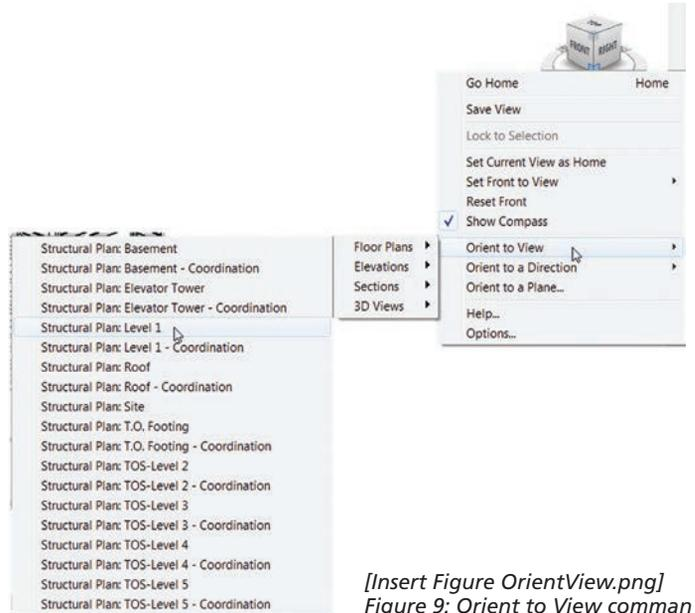 TOP
FRONT RIGHT
Go Home Home
Save View
Lock to Selection
Set Current View as Home
Set Front to View
Reset Front
Show Compass
Orient to View
Orient to a Direction
Orient to a Plane...
Help...
Options...
Floor Plans
Elevations
Sections
3D Views
Structural Plan: Basement
Structural Plan: Basement - Coordination
Structural Plan: Elevator Tower
Structural Plan: Elevator Tower - Coordination
Structural Plan: Level 1
Structural Plan: Level 1 - Coordination
Structural Plan: Roof
Structural Plan: Roof - Coordination
Structural Plan: Site
Structural Plan: T.O. Footing
Structural Plan: T.O. Footing - Coordination
Structural Plan: TOS-Level 2
Structural Plan: TOS-Level 2 - Coordination
Structural Plan: TOS-Level 3
Structural Plan: TOS-Level 3 - Coordination
Structural Plan: TOS-Level 4
Structural Plan: TOS-Level 4 - Coordination
Structural Plan: TOS-Level 5
Structural Plan: TOS-Level 5 - Coordination
[Insert Figure OrientView.png]
Figure 9: Orient to View comman